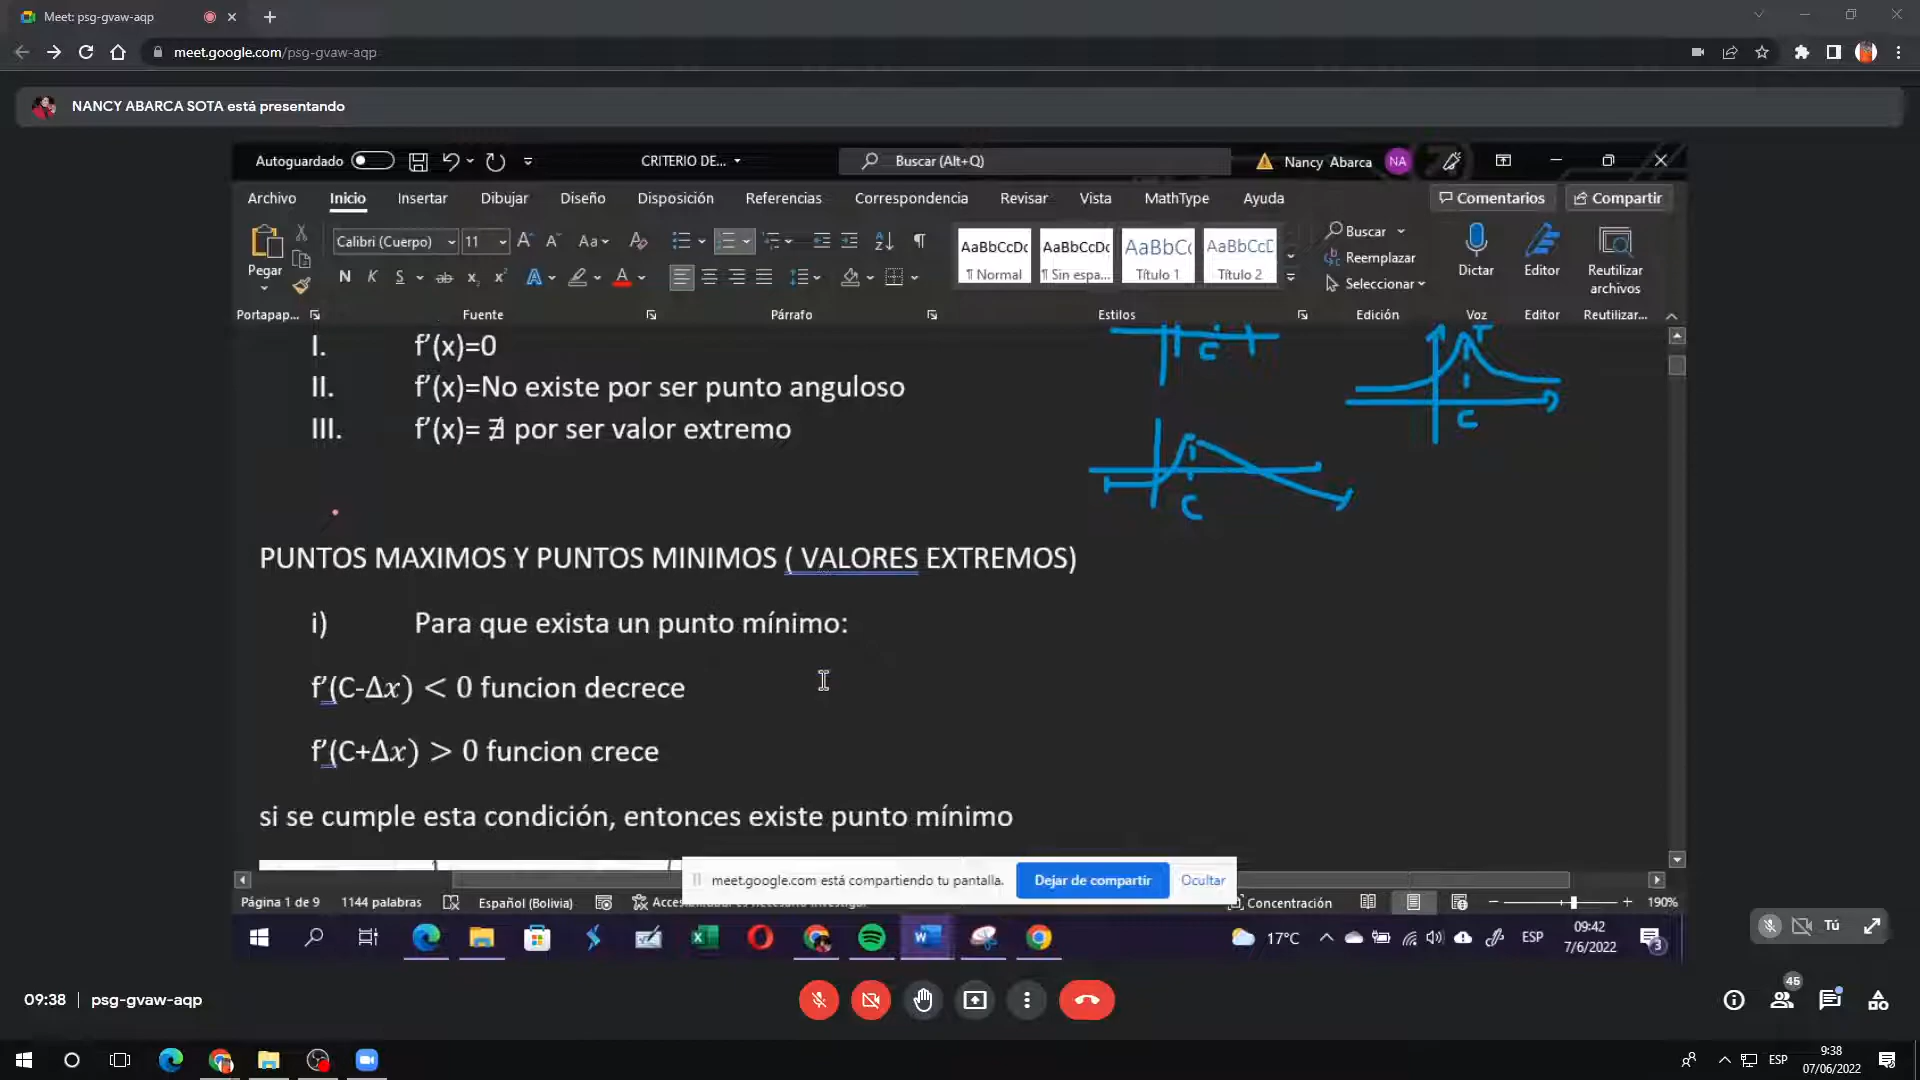 Meet: psg-gvaw-aqp
meet.google.com/psg-gvaw-aqp
NANCY ABARCA SOTA está presentando
Autoguardado
CRITERIO DE...
Buscar (Alt+Q)
Nancy Abarca
NA
Archivo Inicio Insertar Dibujar Diseño Disposición Referencias Correspondencia Revisar Vista MathType Ayuda
Comentarios
Compartir
Pegar
Calibri (Cuerpo) 11
N K S ab x₂ x²
AaBbCcDc ¶ Normal
AaBbCcDc ¶ Sin espa...
AaBbC( Título 1
AaBbCcD Título 2
Buscar
Reemplazar
Seleccionar
Dictar
Editor
Reutilizar archivos
Portapap... Fuente Párrafo Estilos Edición Voz Editor Reutilizar...
I. f’(x)=0
II. f’(x)=No existe por ser punto anguloso
III. f’(x)= ∄ por ser valor extremo
C
C
C
PUNTOS MAXIMOS Y PUNTOS MINIMOS ( VALORES EXTREMOS)
i) Para que exista un punto mínimo:
f’(C-Δx) < 0 funcion decrece
f’(C+Δx) > 0 funcion crece
si se cumple esta condición, entonces existe punto mínimo
meet.google.com está compartiendo tu pantalla.
Dejar de compartir
Ocultar
Página 1 de 9 1144 palabras Español (Bolivia)
Concentración
190%
17°C
ESP
09:42
7/6/2022
3
Tú
09:38 | psg-gvaw-aqp
45
ESP
9:38
07/06/2022